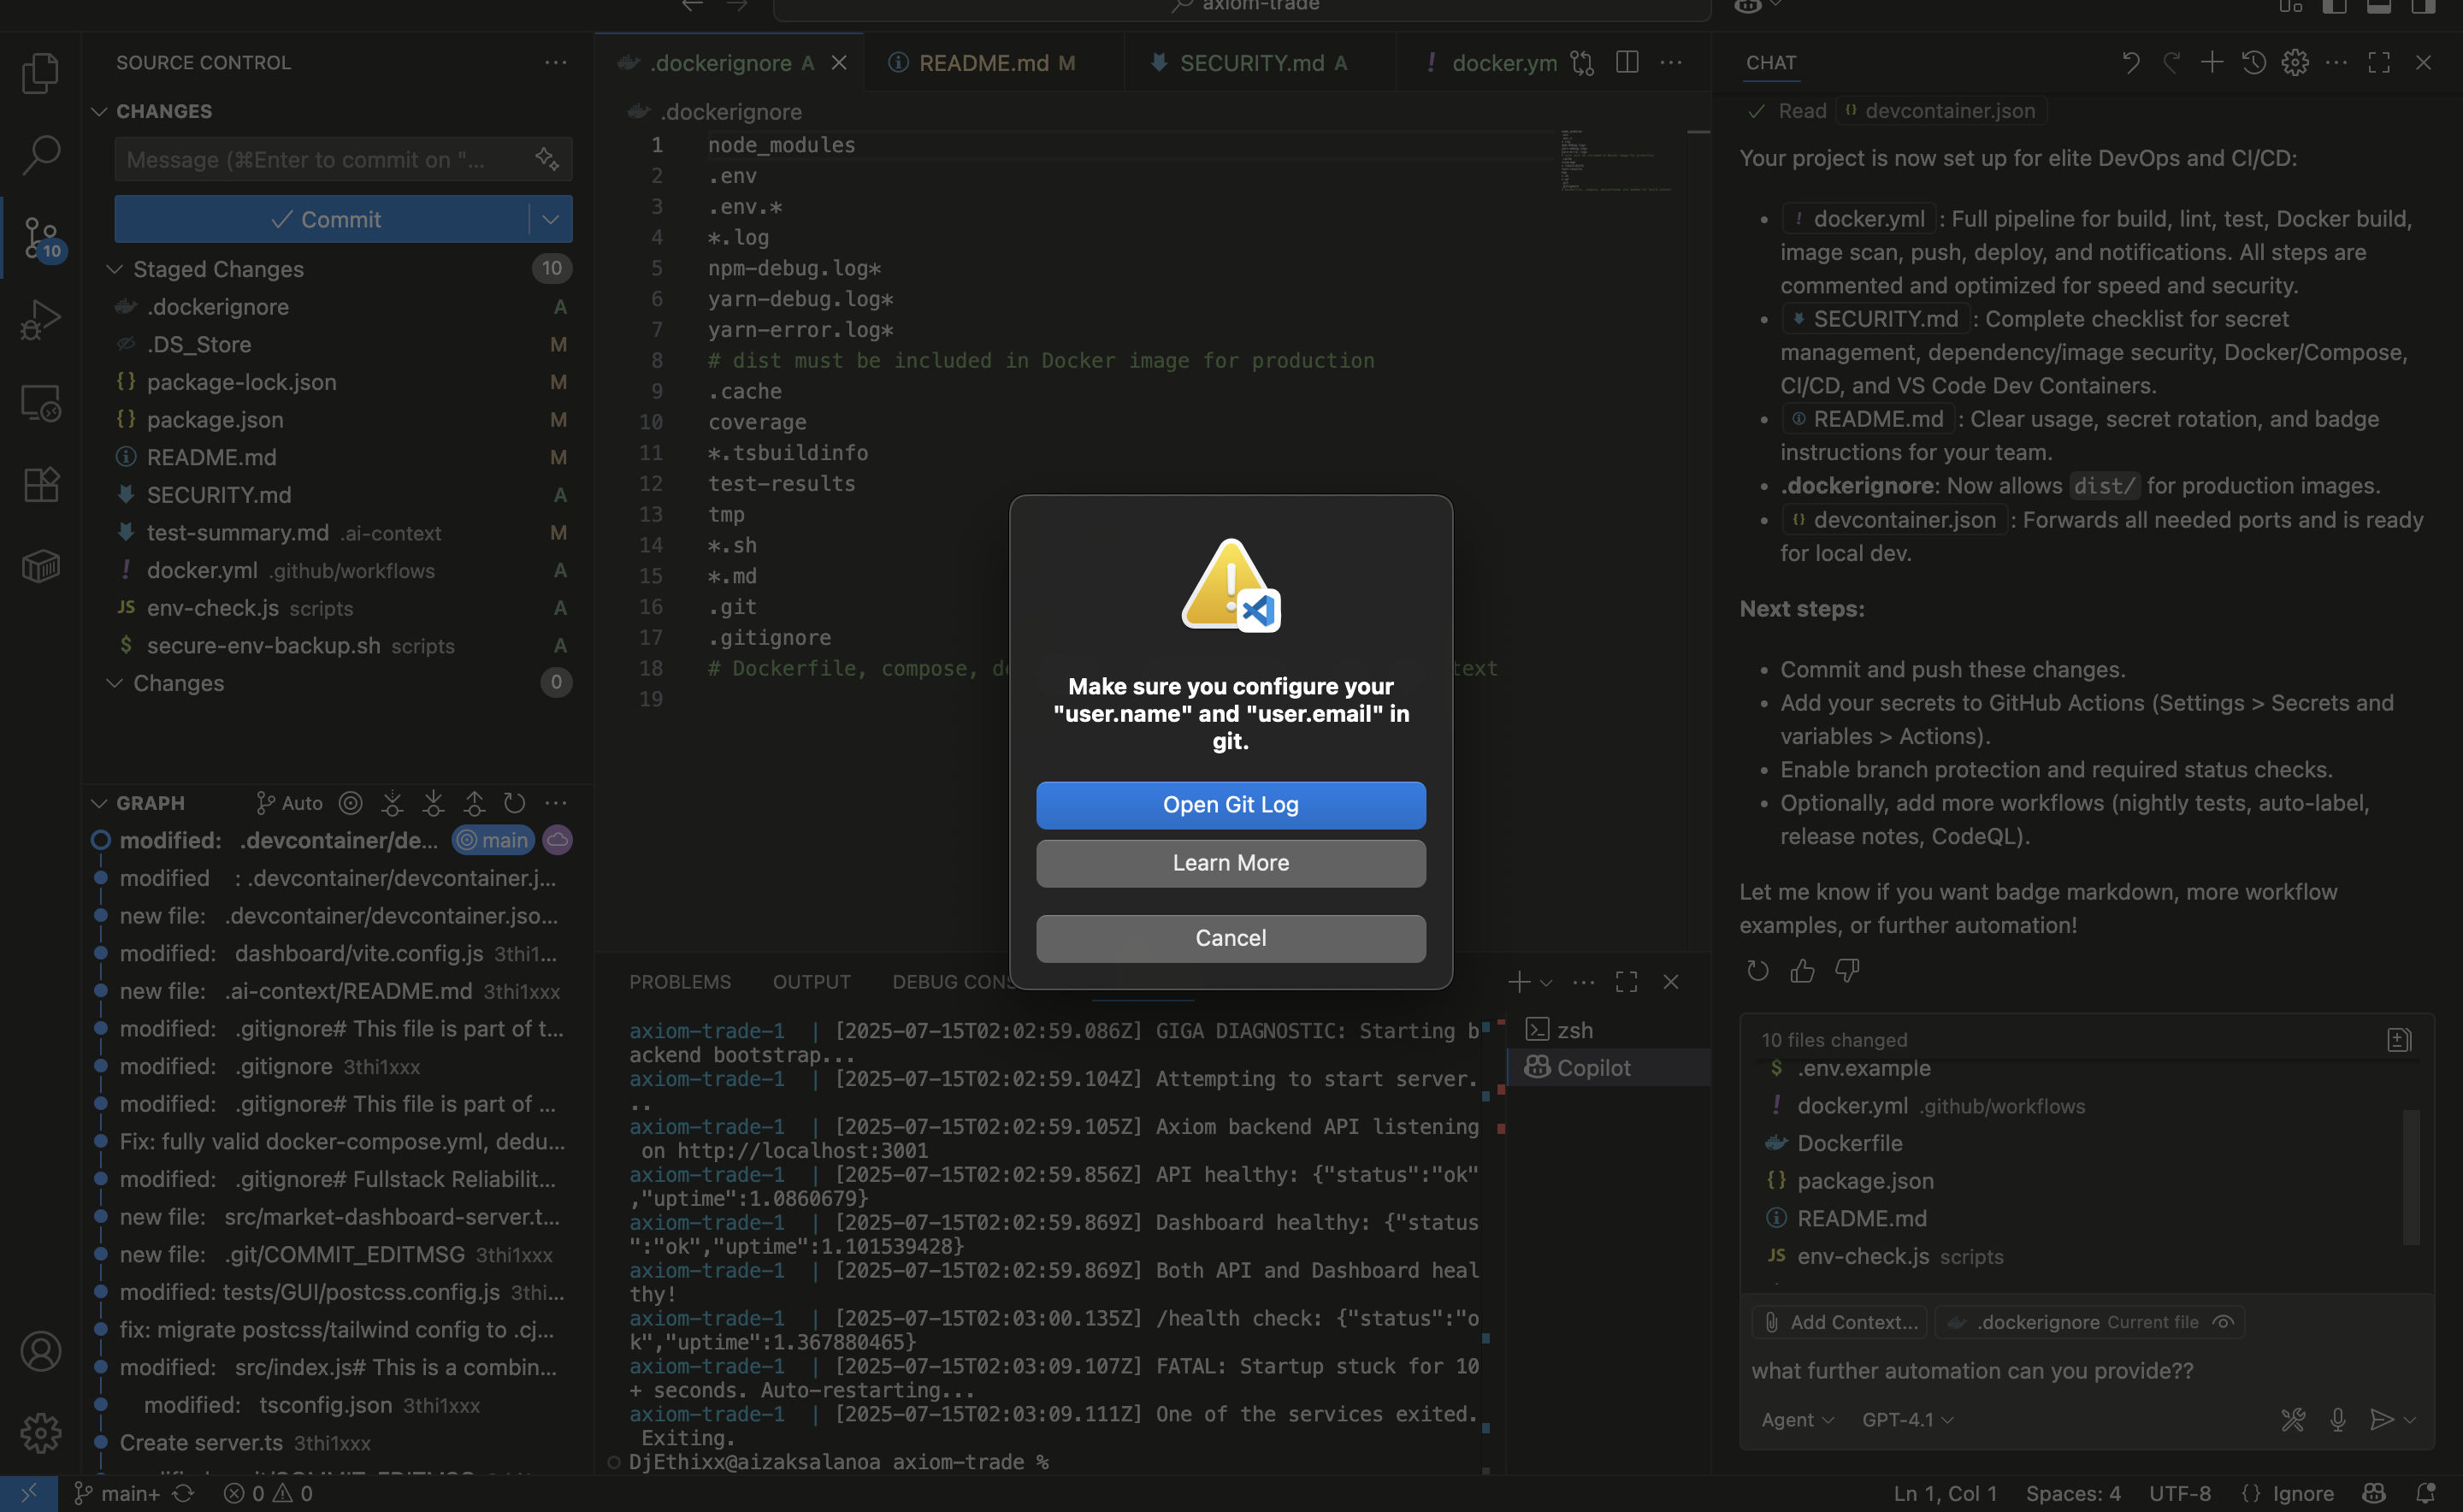 axiom-trade
SOURCE CONTROL
CHANGES
Message (⌘Enter to commit on "...
Commit
10
Staged Changes 10
.dockerignore A
.DS_Store M
package-lock.json M
package.json M
README.md M
SECURITY.md A
test-summary.md .ai-context M
docker.yml .github/workflows A
JS env-check.js scripts A
$ secure-env-backup.sh scripts A
Changes 0
GRAPH Auto
modified: .devcontainer/de... main
modified : .devcontainer/devcontainer.j...
new file: .devcontainer/devcontainer.jso...
modified: dashboard/vite.config.js 3thi1...
new file: .ai-context/README.md 3thi1xxx
modified: .gitignore# This file is part of t...
modified: .gitignore 3thi1xxx
modified: .gitignore# This file is part of ...
Fix: fully valid docker-compose.yml, dedu...
modified: .gitignore# Fullstack Reliabilit...
new file: src/market-dashboard-server.t...
new file: .git/COMMIT_EDITMSG 3thi1xxx
modified: tests/GUI/postcss.config.js 3thi...
fix: migrate postcss/tailwind config to .cj...
modified: src/index.js# This is a combin...
modified: tsconfig.json 3thi1xxx
Create server.ts 3thi1xxx
.dockerignore A
README.md M
SECURITY.md A
! docker.ym
.dockerignore
1 node_modules
2 .env
3 .env.*
4 *.log
5 npm-debug.log*
6 yarn-debug.log*
7 yarn-error.log*
8 # dist must be included in Docker image for production
9 .cache
10 coverage
11 *.tsbuildinfo
12 test-results
13 tmp
14 *.sh
15 *.md
16 .git
17 .gitignore
18 # Dockerfile, compose, d text
19
Make sure you configure your
"user.name" and "user.email" in
git.
Open Git Log
Learn More
Cancel
PROBLEMS OUTPUT DEBUG CONS
axiom-trade-1 | [2025-07-15T02:02:59.086Z] GIGA DIAGNOSTIC: Starting b
ackend bootstrap...
axiom-trade-1 | [2025-07-15T02:02:59.104Z] Attempting to start server.
..
axiom-trade-1 | [2025-07-15T02:02:59.105Z] Axiom backend API listening
on http://localhost:3001
axiom-trade-1 | [2025-07-15T02:02:59.856Z] API healthy: {"status":"ok"
,"uptime":1.0860679}
axiom-trade-1 | [2025-07-15T02:02:59.869Z] Dashboard healthy: {"status
":"ok","uptime":1.101539428}
axiom-trade-1 | [2025-07-15T02:02:59.869Z] Both API and Dashboard heal
thy!
axiom-trade-1 | [2025-07-15T02:03:00.135Z] /health check: {"status":"o
k","uptime":1.367880465}
axiom-trade-1 | [2025-07-15T02:03:09.107Z] FATAL: Startup stuck for 10
+ seconds. Auto-restarting...
axiom-trade-1 | [2025-07-15T02:03:09.111Z] One of the services exited.
Exiting.
DjEthixx@aizaksalanoa axiom-trade %
zsh
Copilot
CHAT
Read devcontainer.json
Your project is now set up for elite DevOps and CI/CD:
• ! docker.yml : Full pipeline for build, lint, test, Docker build,
image scan, push, deploy, and notifications. All steps are
commented and optimized for speed and security.
• SECURITY.md : Complete checklist for secret
management, dependency/image security, Docker/Compose,
CI/CD, and VS Code Dev Containers.
• README.md : Clear usage, secret rotation, and badge
instructions for your team.
• .dockerignore: Now allows dist/ for production images.
• devcontainer.json : Forwards all needed ports and is ready
for local dev.
Next steps:
• Commit and push these changes.
• Add your secrets to GitHub Actions (Settings > Secrets and
variables > Actions).
• Enable branch protection and required status checks.
• Optionally, add more workflows (nightly tests, auto-label,
release notes, CodeQL).
Let me know if you want badge markdown, more workflow
examples, or further automation!
10 files changed
$ .env.example
! docker.yml .github/workflows
Dockerfile
{} package.json
README.md
JS env-check.js scripts
Add Context... .dockerignore Current file
what further automation can you provide??
Agent GPT-4.1
main+ 0 0
Ln 1, Col 1 Spaces: 4 UTF-8 {} Ignore